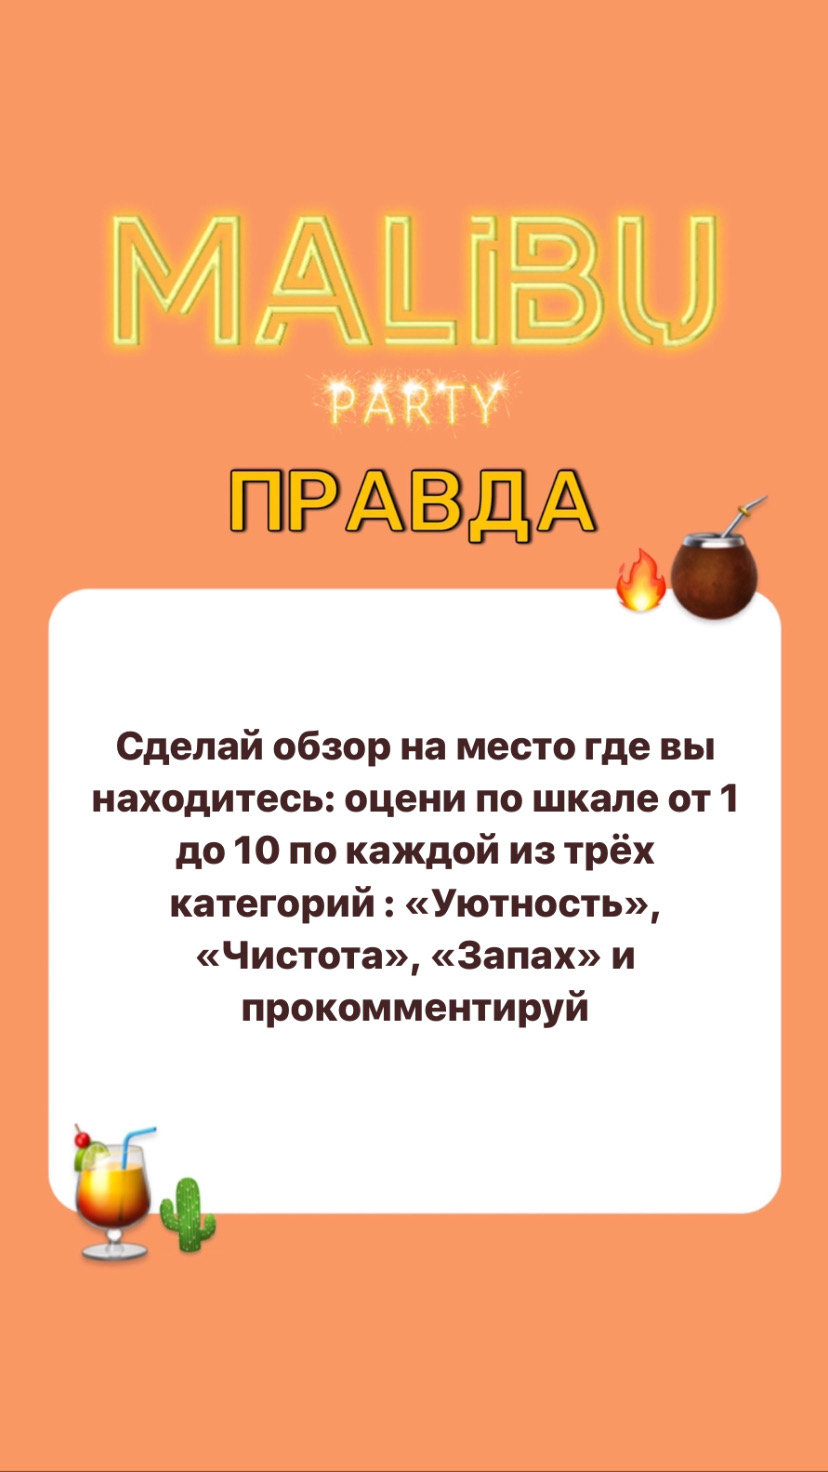 MALiBU
PARTY
ПРАВДА
Сделай обзор на место где вы
находитесь: оцени по шкале от 1
до 10 по каждой из трёх
категорий : «Уютность»,
«Чистота», «Запах» и
прокомментируй